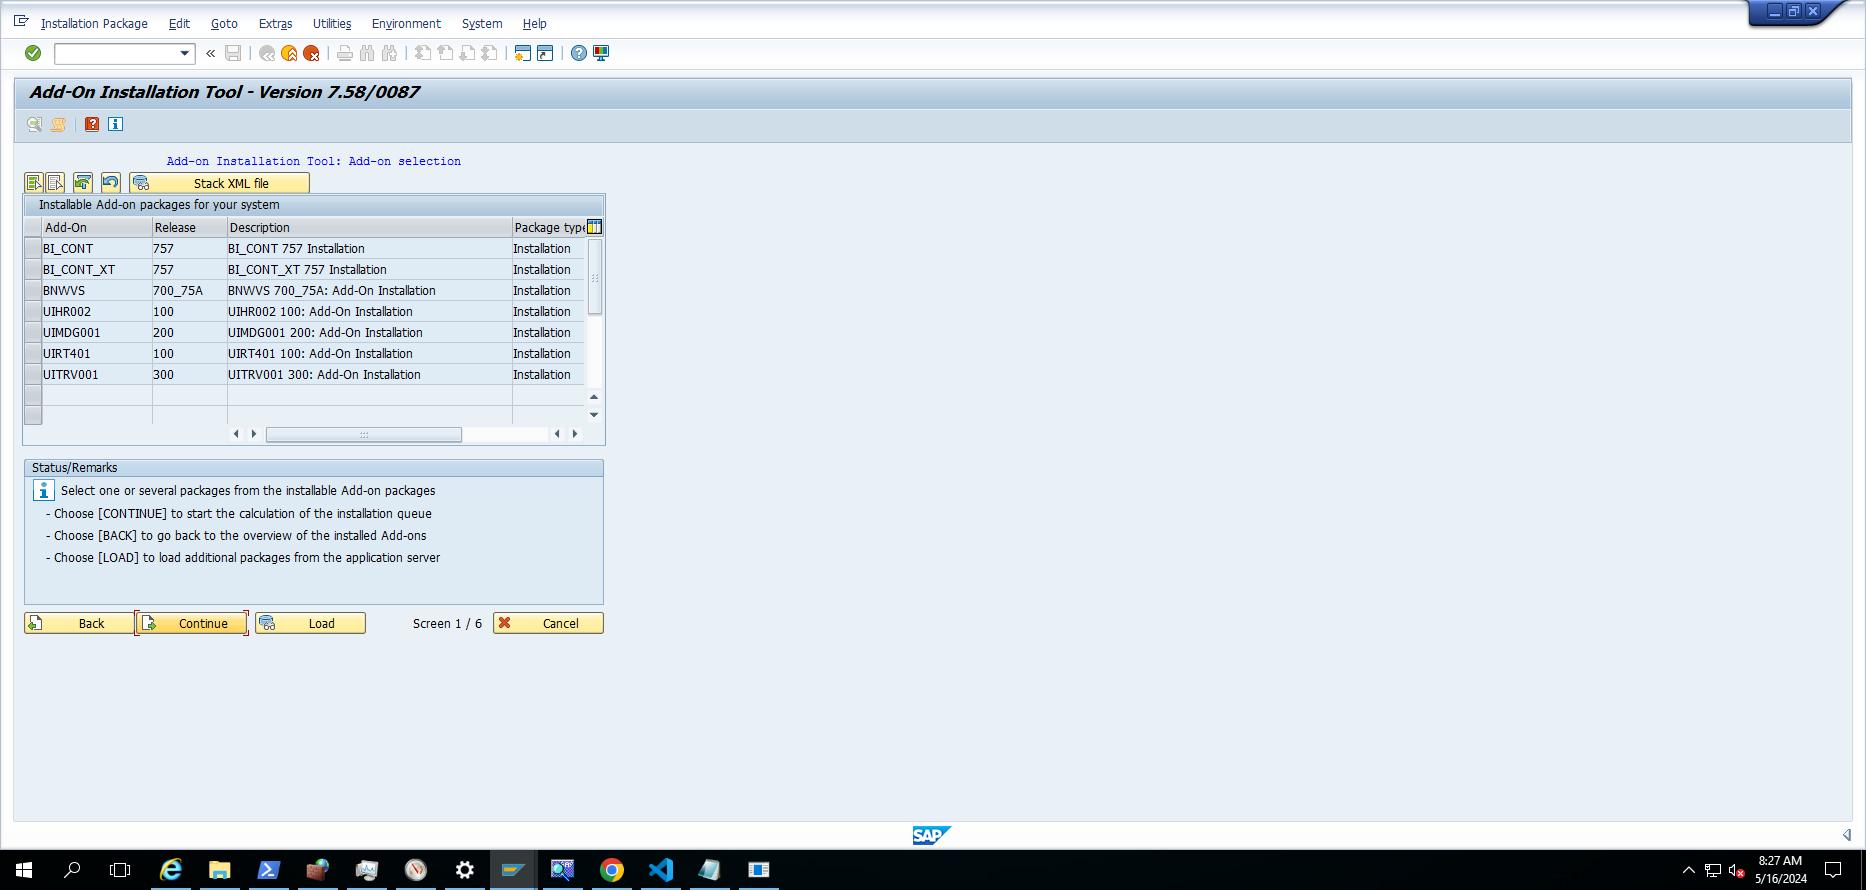 Installation Package Edit Goto Extras Utilities Environment System Help
Add-On Installation Tool - Version 7.58/0087
Add-on Installation Tool: Add-on selection
Stack XML file
Installable Add-on packages for your system
Add-On Release Description Package type
BI_CONT 757 BI_CONT 757 Installation Installation
BI_CONT_XT 757 BI_CONT_XT 757 Installation Installation
BNWVS 700_75A BNWVS 700_75A: Add-On Installation Installation
UIHR002 100 UIHR002 100: Add-On Installation Installation
UIMDG001 200 UIMDG001 200: Add-On Installation Installation
UIRT401 100 UIRT401 100: Add-On Installation Installation
UITRV001 300 UITRV001 300: Add-On Installation Installation
Status/Remarks
Select one or several packages from the installable Add-on packages
- Choose [CONTINUE] to start the calculation of the installation queue
- Choose [BACK] to go back to the overview of the installed Add-ons
- Choose [LOAD] to load additional packages from the application server
Back Continue Load Screen 1 / 6 Cancel
SAP
8:27 AM
5/16/2024